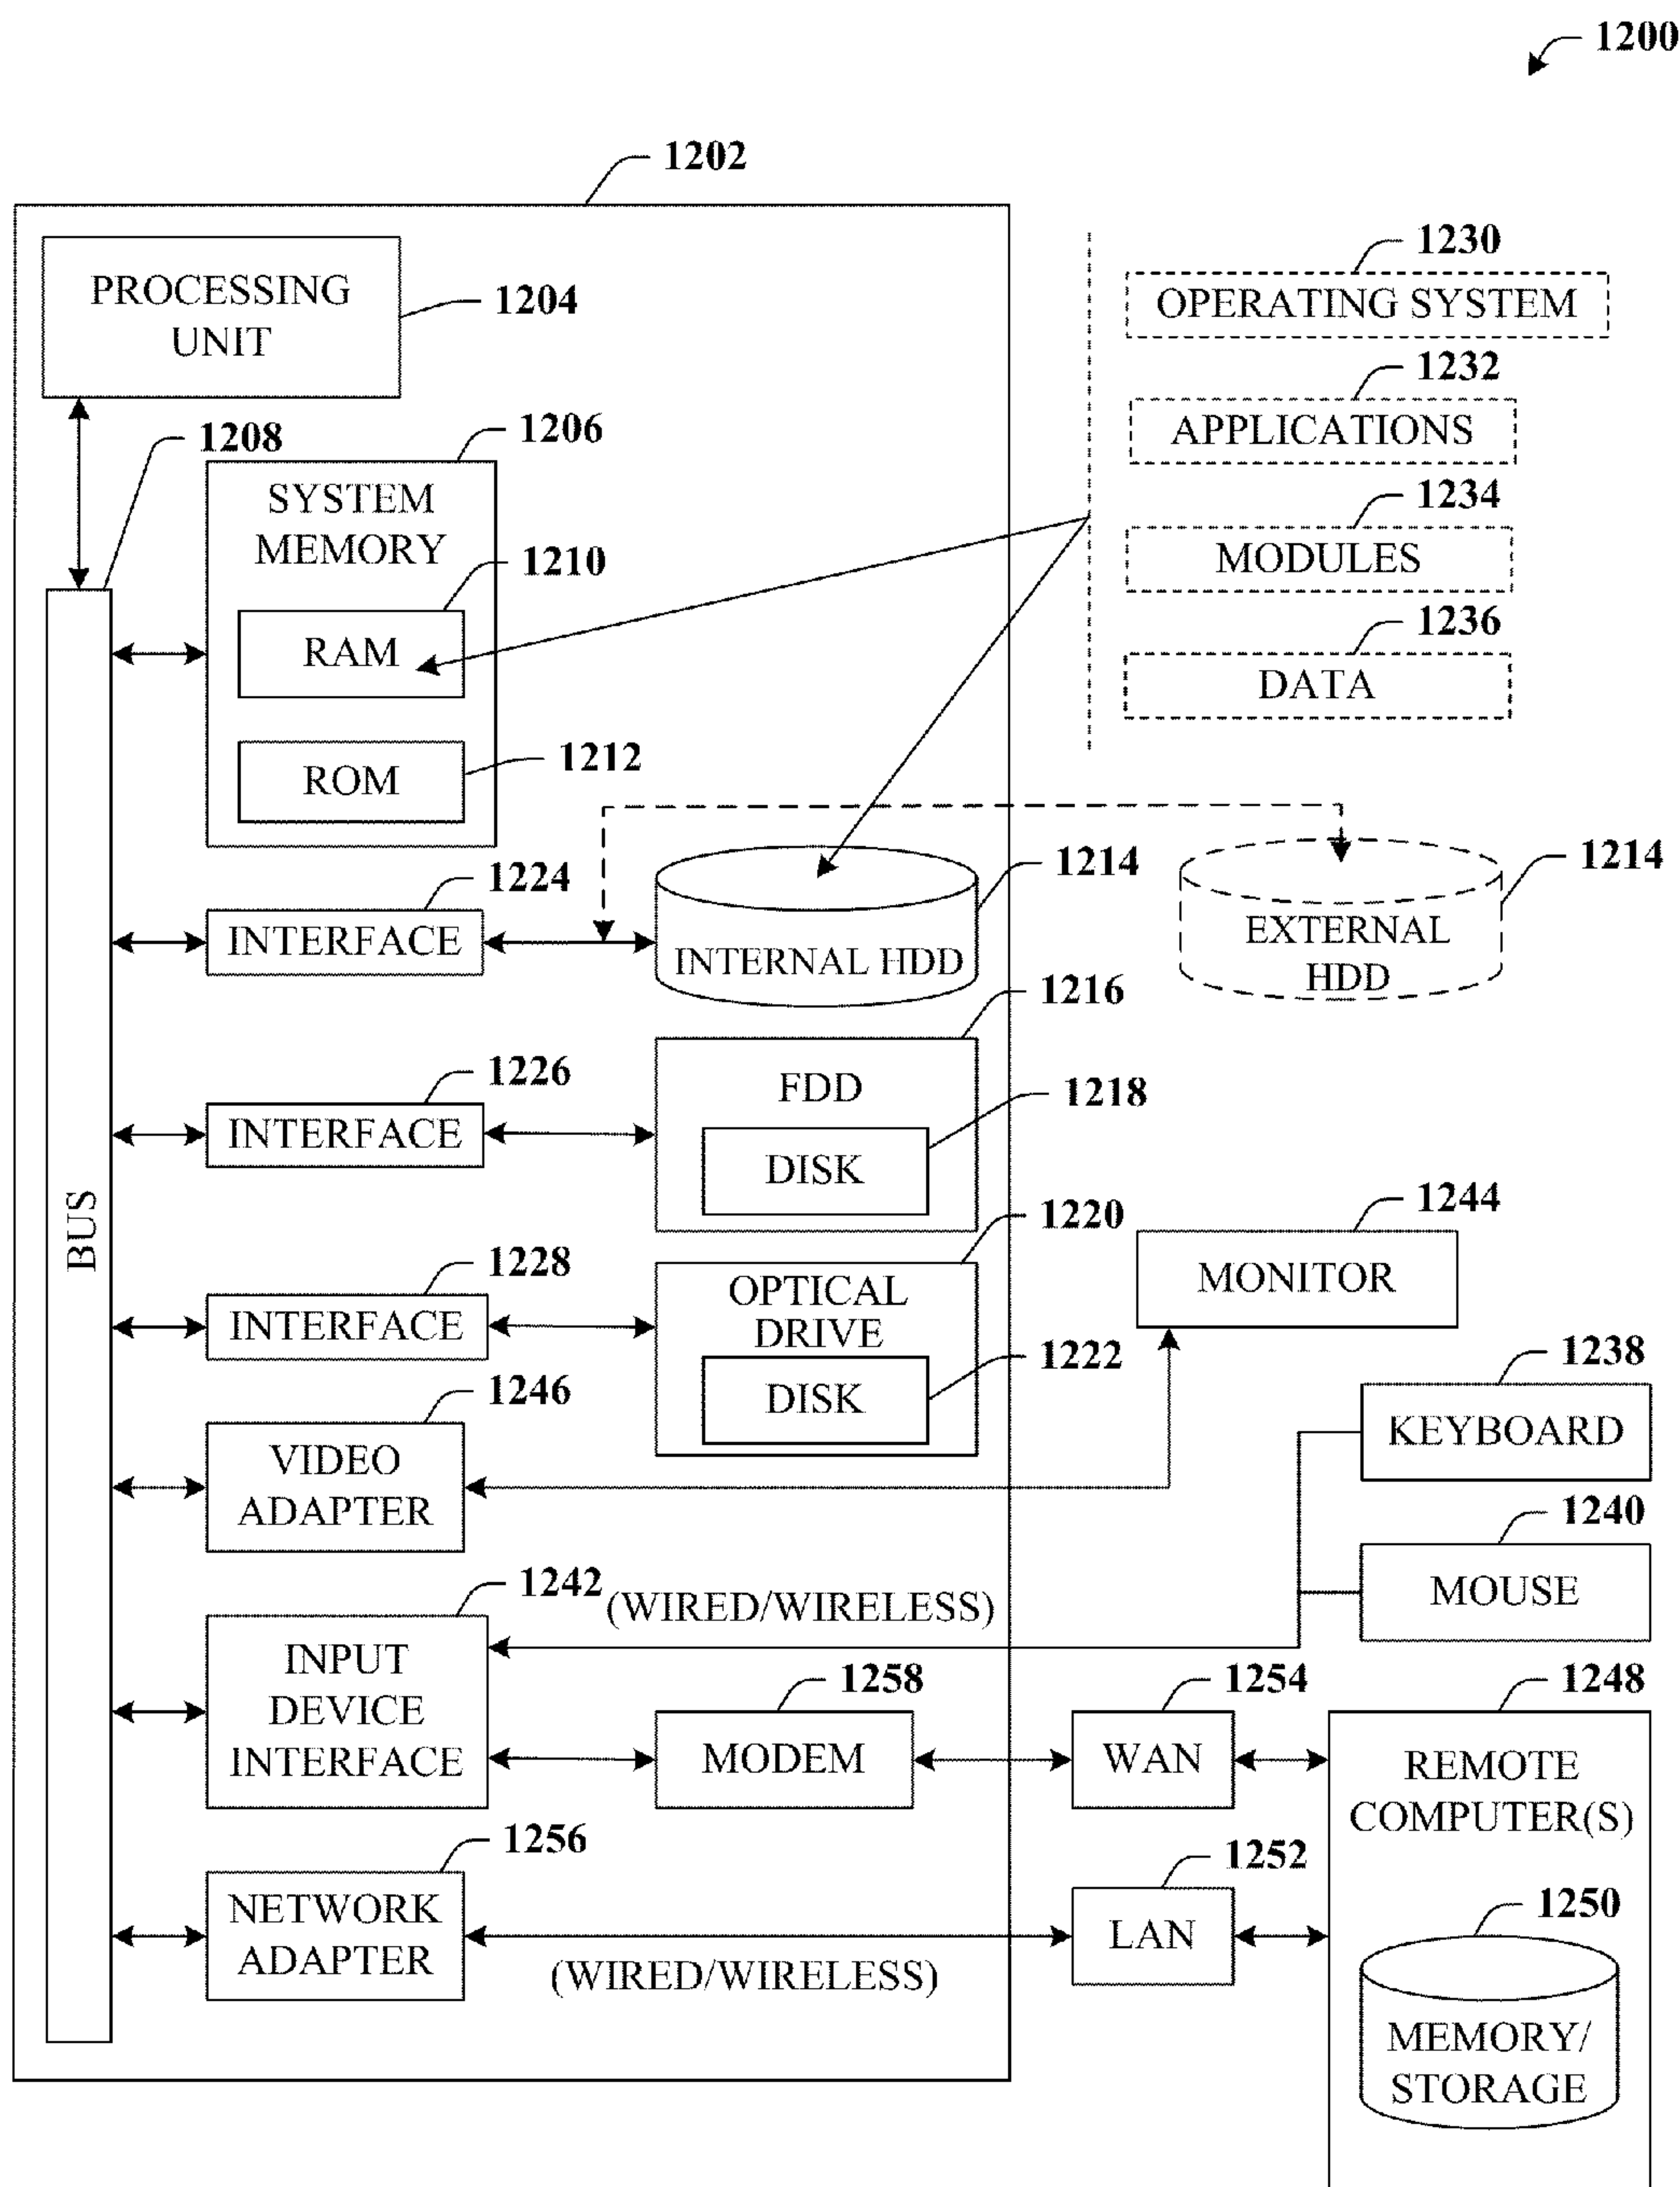 1200
1202
PROCESSING
UNIT
1204
1230
OPERATING SYSTEM
1232
APPLICATIONS
1234
MODULES
1236
DATA
1208
1206
SYSTEM
MEMORY
1210
RAM
1212
ROM
BUS
1224
INTERFACE
1214
INTERNAL HDD
1214
EXTERNAL
HDD
1226
INTERFACE
1216
FDD
1218
DISK
1228
INTERFACE
1220
OPTICAL
DRIVE
1222
DISK
1244
MONITOR
1246
VIDEO
ADAPTER
1238
KEYBOARD
1240
MOUSE
1242
(WIRED/WIRELESS)
INPUT
DEVICE
INTERFACE
1258
MODEM
1254
WAN
1248
REMOTE
COMPUTER(S)
1256
NETWORK
ADAPTER
(WIRED/WIRELESS)
1252
LAN
1250
MEMORY/
STORAGE